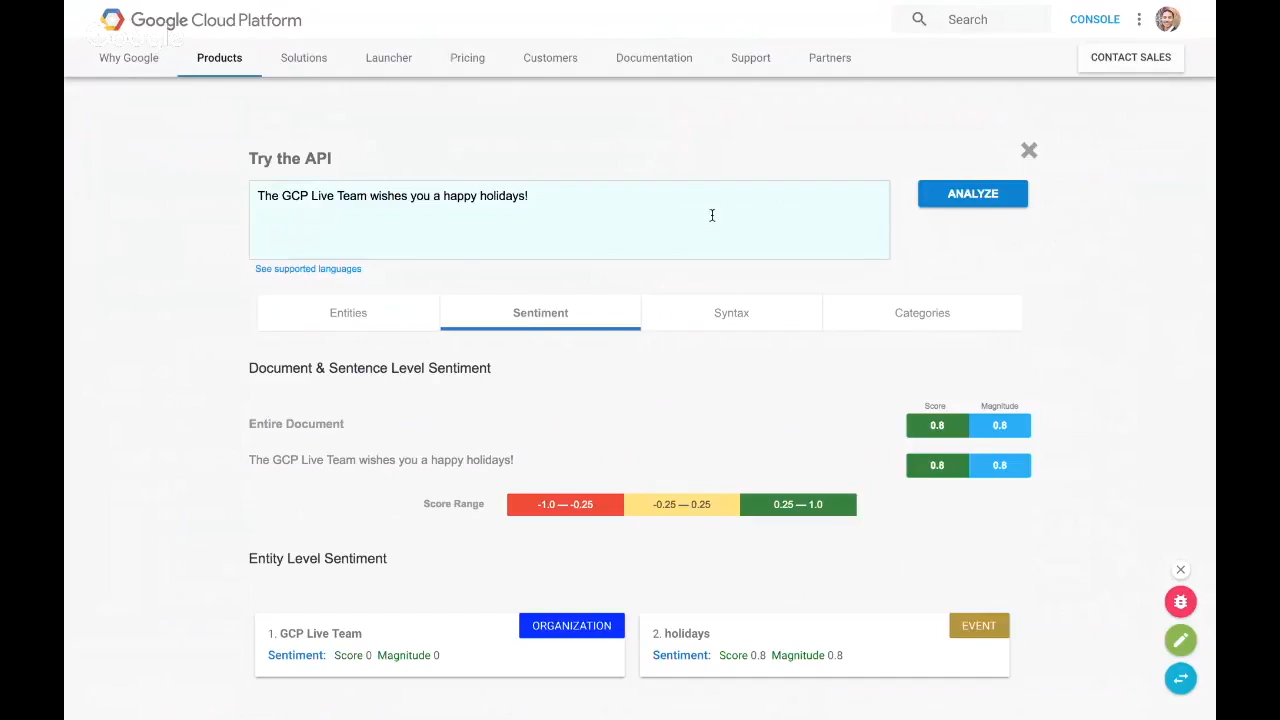 Google Cloud Platform
Search
CONSOLE
Google
Why Google
Products
Solutions
Launcher
Pricing
Customers
Documentation
Support
Partners
CONTACT SALES
Try the API
The GCP Live Team wishes you a happy holidays!
ANALYZE
See supported languages
Entities
Sentiment
Syntax
Categories
Document & Sentence Level Sentiment
Score
Magnitude
Entire Document
0.8
0.8
The GCP Live Team wishes you a happy holidays!
0.8
0.8
Score Range
-1.0 — -0.25
-0.25 — 0.25
0.25 — 1.0
Entity Level Sentiment
1. GCP Live Team
ORGANIZATION
Sentiment: Score 0 Magnitude 0
2. holidays
EVENT
Sentiment: Score 0.8 Magnitude 0.8